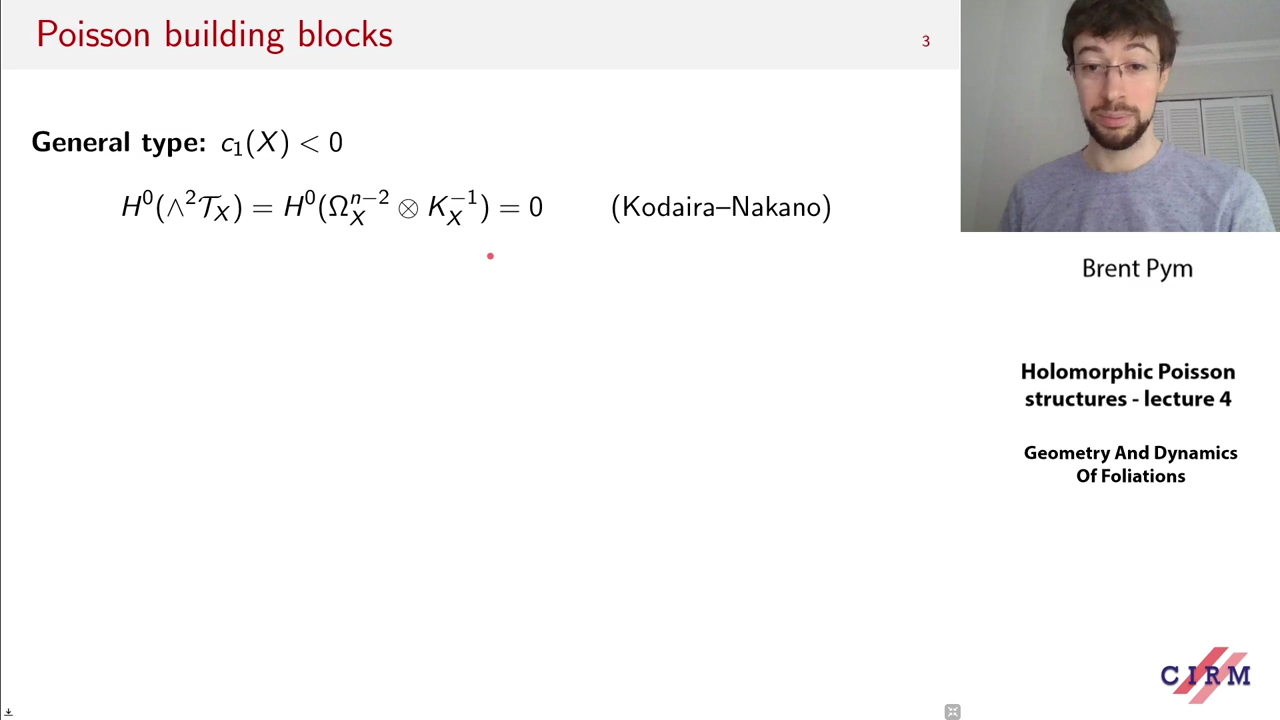 Poisson building blocks
3
General type: c₁(X) < 0
H⁰(∧²𝒯_X) = H⁰(Ω_X^{n−2} ⊗ K_X^{−1}) = 0 (Kodaira–Nakano)
Brent Pym
Holomorphic Poisson
structures - lecture 4
Geometry And Dynamics
Of Foliations
CIRM